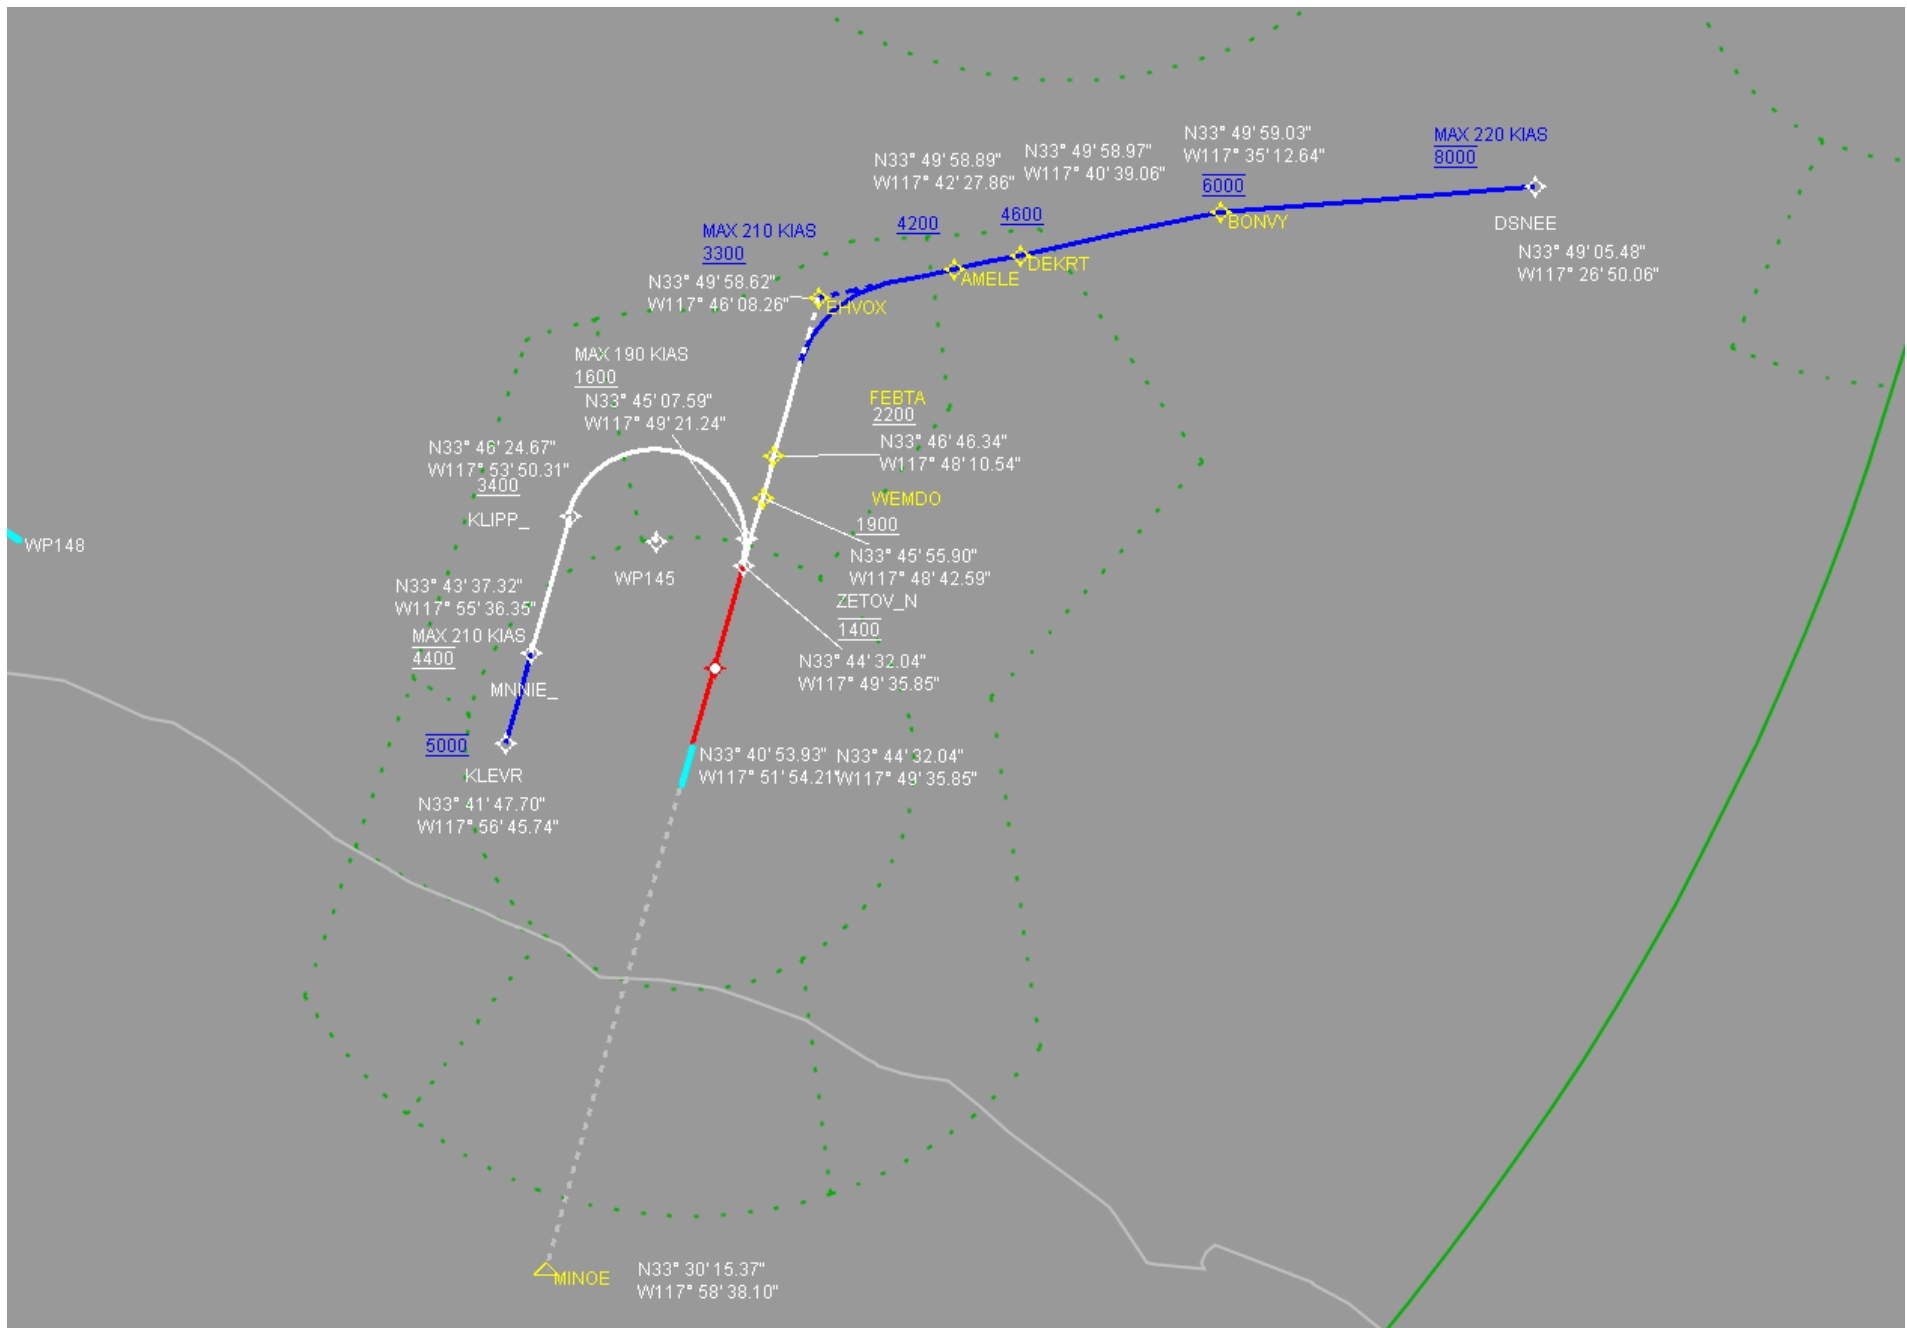 N33° 49' 59.03"
W117° 35' 12.64"
6000
BONVY
MAX 220 KIAS
8000
DSNEE
N33° 49' 05.48"
W117° 26' 50.06"
N33° 49' 58.97"
W117° 40' 39.06"
4600
DEKRT
N33° 49' 58.89"
W117° 42' 27.86"
4200
AMELE
MAX 210 KIAS
3300
N33° 49' 58.62"
W117° 46' 08.26"
EHVOX
MAX 190 KIAS
1600
N33° 45' 07.59"
W117° 49' 21.24"
FEBTA
2200
N33° 46' 46.34"
W117° 48' 10.54"
WEMDO
1900
N33° 45' 55.90"
W117° 48' 42.59"
N33° 46' 24.67"
W117° 53' 50.31"
3400
KLIPP_
WP148
WP145
ZETOV_N
1400
N33° 44' 32.04"
W117° 49' 35.85"
N33° 43' 37.32"
W117° 55' 36.35"
MAX 210 KIAS
4400
MNNIE_
5000
KLEVR
N33° 41' 47.70"
W117° 56' 45.74"
N33° 40' 53.93"
W117° 51' 54.21"
N33° 44' 32.04"
W117° 49' 35.85"
MINOE
N33° 30' 15.37"
W117° 58' 38.10"